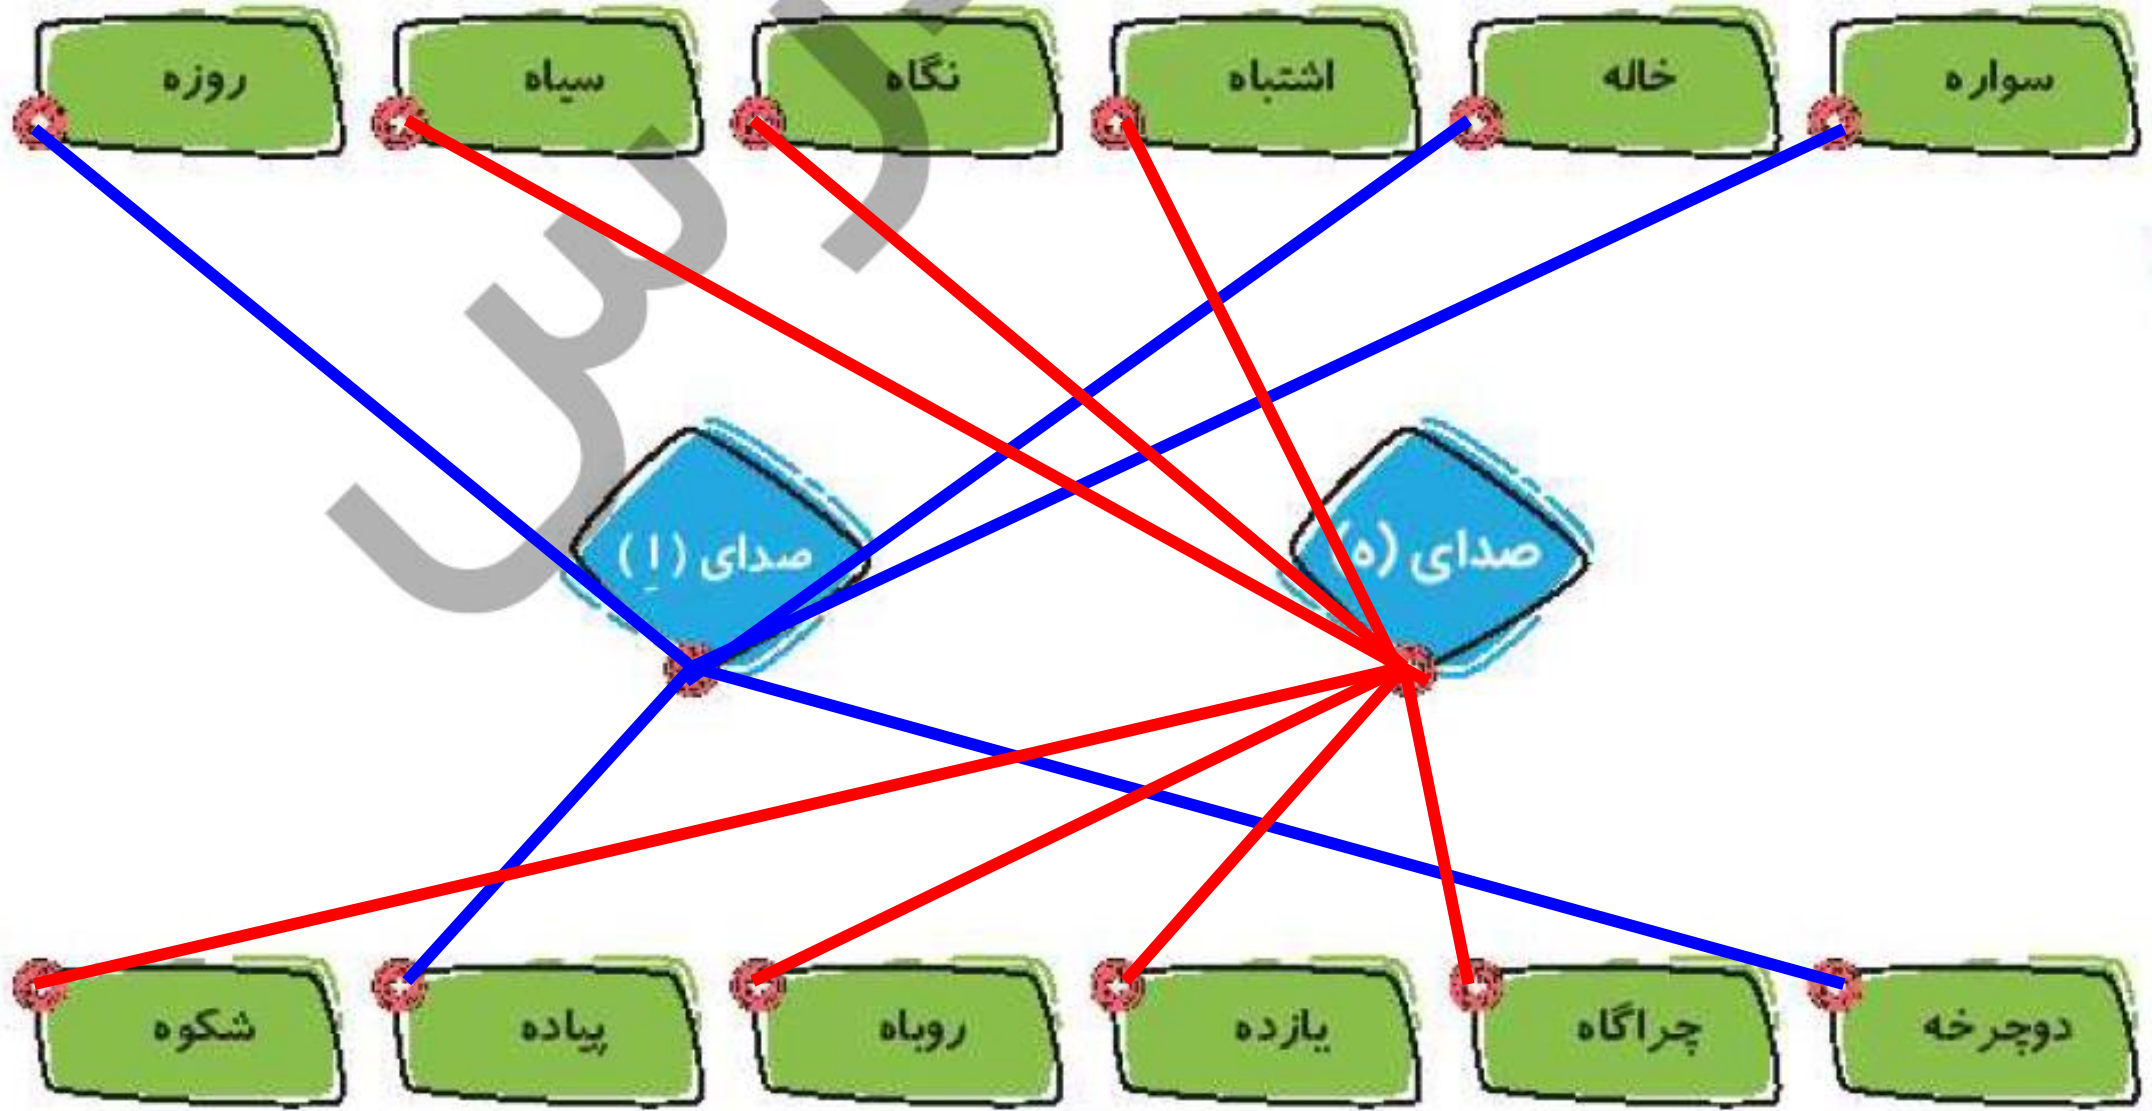 سواره
خاله
اشتباه
نگاه
سیاه
روزه
صدای (ه)
صدای (اِ)
دوچرخه
چراگاه
یازده
روباه
پیاده
شکوه